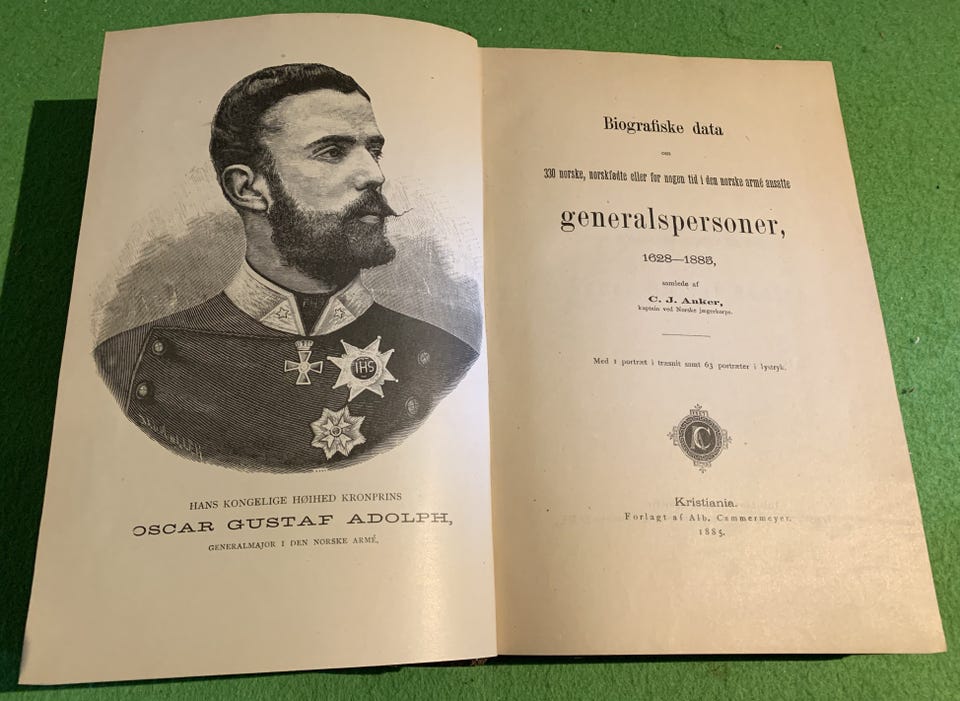 HANS KONGELIGE HØIHED KRONPRINS
OSCAR GUSTAF ADOLPH,
GENERALMAJOR I DEN NORSKE ARMÉ.
IHS
Biografiske data
om
330 norske, norskfødte eller for nogen tid i den norske armé ansatte
generalspersoner,
1628—1885,
samlede af
C. J. Anker,
kaptein ved Norske jægerkorps.
Med 1 portræt i træsnit samt 63 portræter i lystryk.
Kristiania.
Forlagt af Alb. Cammermeyer.
1885.